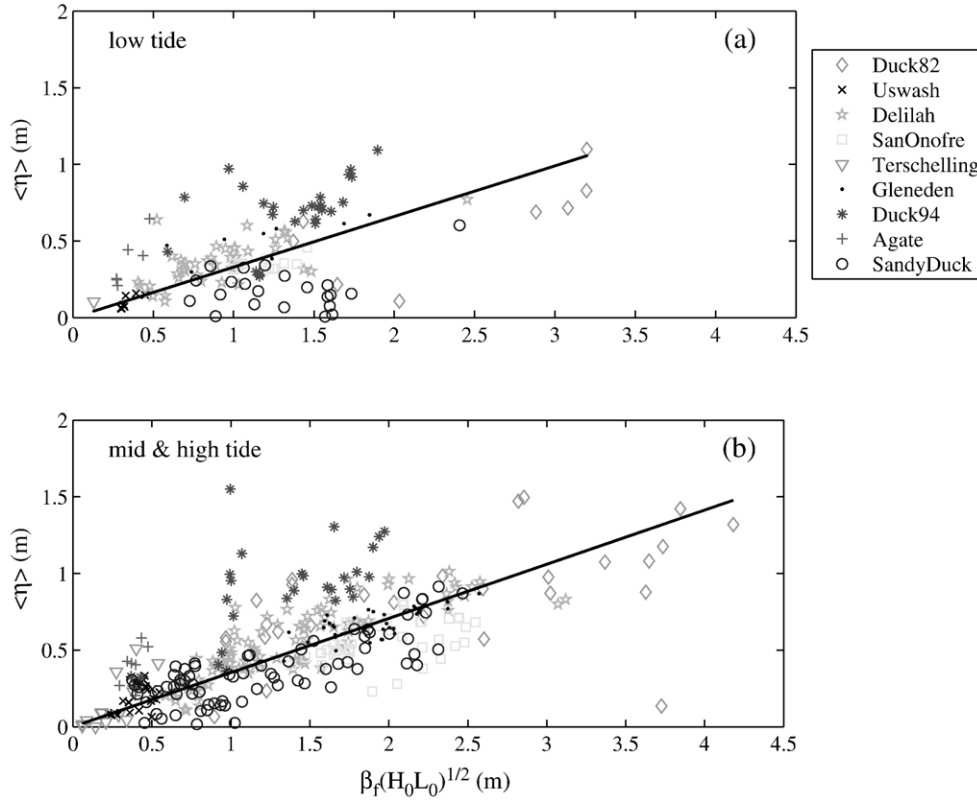 2
low tide
(a)
1.5
1
0.5
0
<η> (m)
0 0.5 1 1.5 2 2.5 3 3.5 4 4.5
Duck82
Uswash
Delilah
SanOnofre
Terschelling
Gleneden
Duck94
Agate
SandyDuck
2
mid & high tide
(b)
1.5
1
0.5
0
<η> (m)
0 0.5 1 1.5 2 2.5 3 3.5 4 4.5
β_f(H_0L_0)^{1/2} (m)